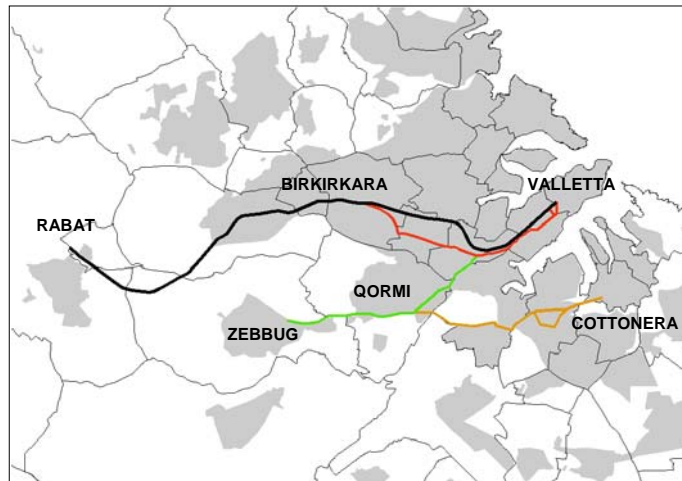 BIRKIRKARA
VALLETTA
RABAT
QORMI
ZEBBUG
COTTONERA